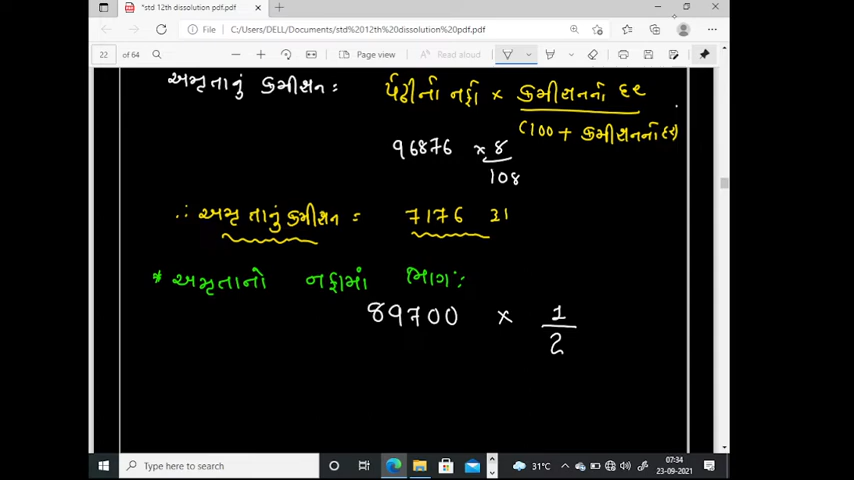 *std 12th dissolution pdf.pdf
C:/Users/DELL/Documents/std%2012th%20dissolution%20pdf.pdf
22 of 64 Page view Read aloud
અમૃતાનું કમીશન = પેઢીનો નફો × કમીશનનો દર
(100 + કમીશનનો દર)
96876 × 8
108
∴ અમૃતાનું કમીશન = 7176 રૂા
* અમૃતાનો નફામાં ભાગ:
89700 × 1
2
Type here to search 31°C 07:34
23-09-2021